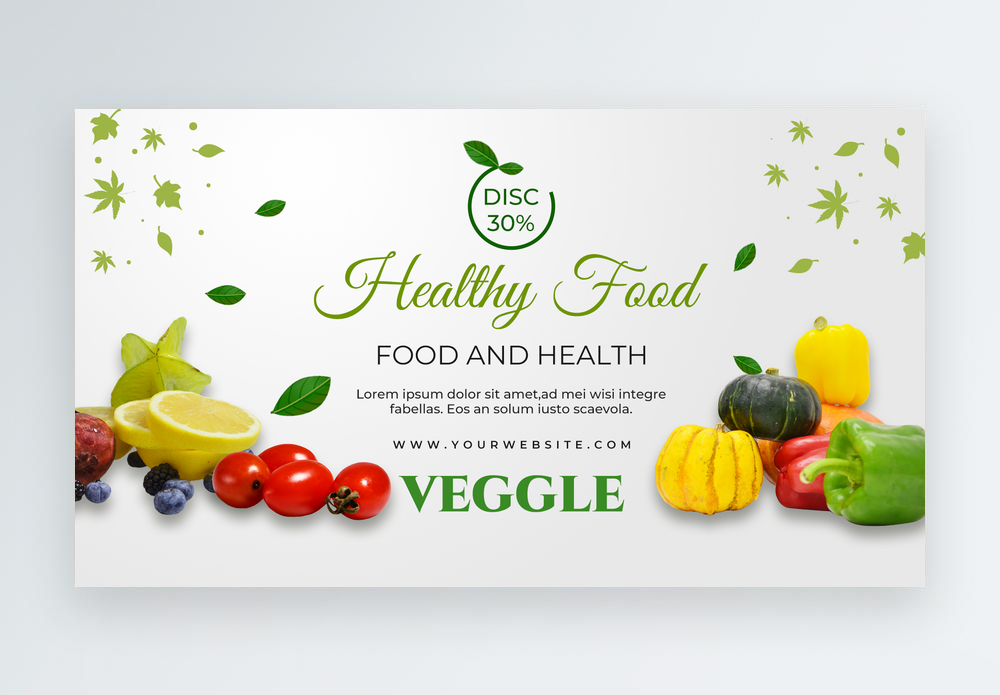 DISC
30%
Healthy Food
FOOD AND HEALTH
Lorem ipsum dolor sit amet,ad mei wisi integre
fabellas. Eos an solum iusto scaevola.
WWW.YOURWEBSITE.COM
VEGGLE